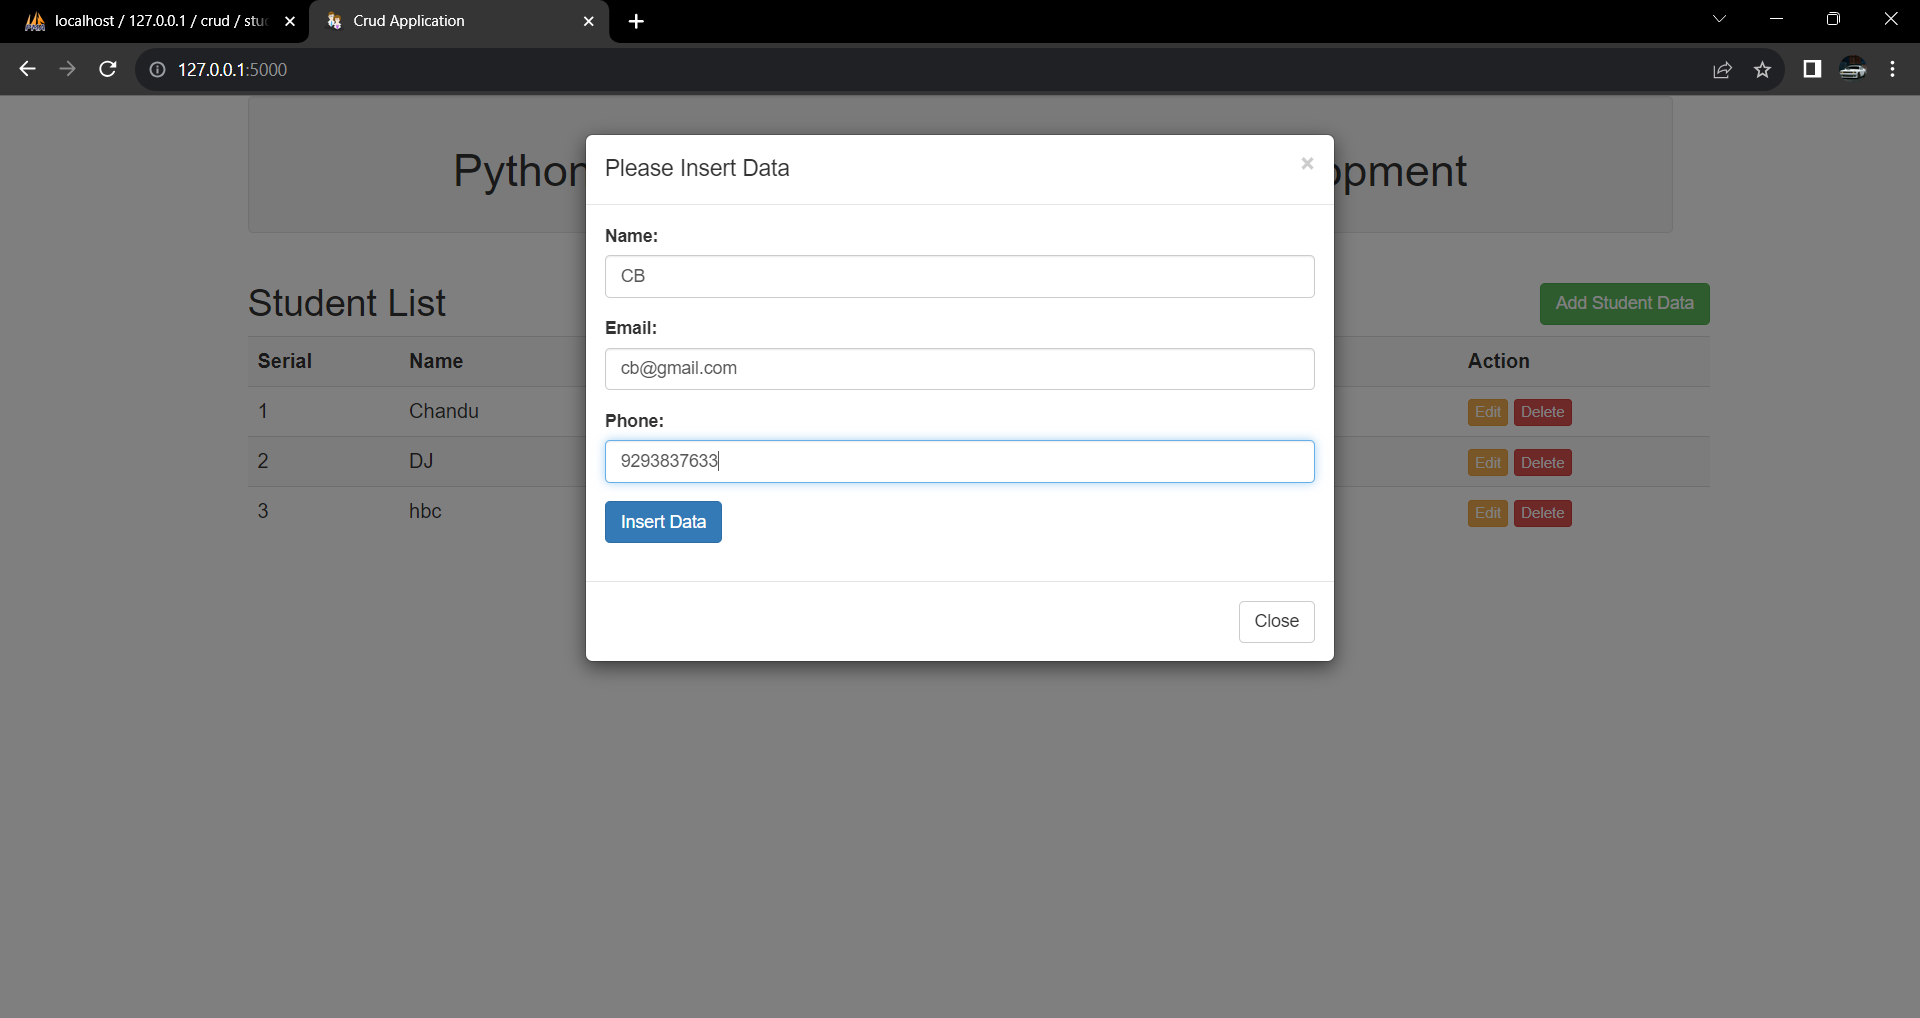 localhost / 127.0.0.1 / crud / stu
Crud Application
127.0.0.1:5000
Python
Please Insert Data
×
pment
Name:
CB
Student List
Add Student Data
Email:
cb@gmail.com
Serial Name Action
1 Chandu Edit Delete
Phone:
9293837633
2 DJ Edit Delete
3 hbc Edit Delete
Insert Data
Close